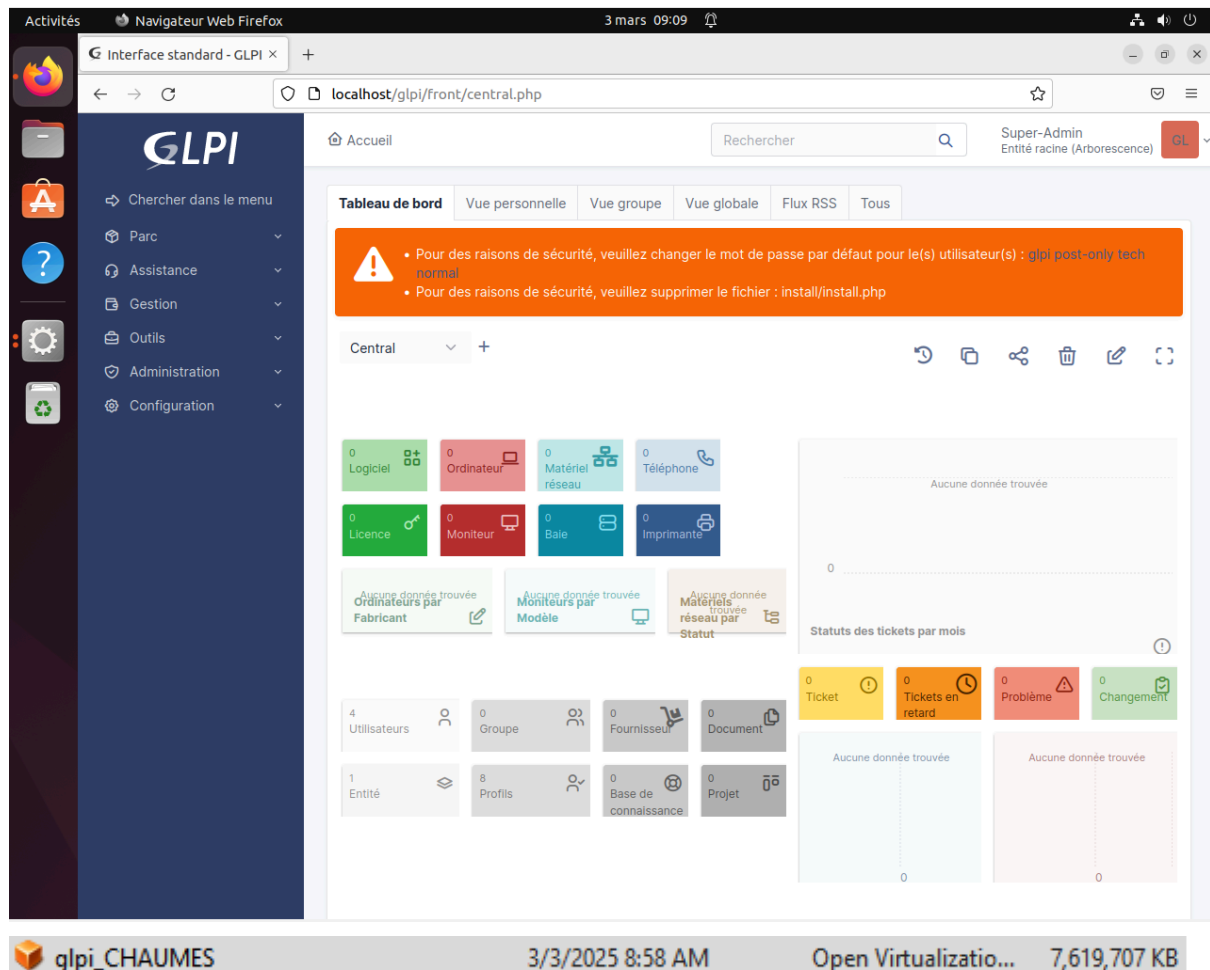 Activités Navigateur Web Firefox 3 mars 09:09
Interface standard - GLPI × +
localhost/glpi/front/central.php
GLPI
Accueil
Rechercher
Super-Admin
Entité racine (Arborescence)
GL
Chercher dans le menu
Parc
Assistance
Gestion
Outils
Administration
Configuration
Tableau de bord Vue personnelle Vue groupe Vue globale Flux RSS Tous
• Pour des raisons de sécurité, veuillez changer le mot de passe par défaut pour le(s) utilisateur(s) : glpi post-only tech
normal
• Pour des raisons de sécurité, veuillez supprimer le fichier : install/install.php
Central +
0
Logiciel
0
Ordinateur
0
Matériel
réseau
0
Téléphone
0
Licence
0
Moniteur
0
Baie
0
Imprimante
Aucune donnée trouvée
Ordinateurs par
Fabricant
Aucune donnée trouvée
Moniteurs par
Modèle
Aucune donnée
trouvée
Matériels
réseau par
Statut
Aucune donnée trouvée
0
Statuts des tickets par mois
0
Ticket
0
Tickets en
retard
0
Problème
0
Changement
4
Utilisateurs
0
Groupe
0
Fournisseur
0
Document
1
Entité
8
Profils
0
Base de
connaissance
0
Projet
Aucune donnée trouvée
0
Aucune donnée trouvée
0
glpi_CHAUMES 3/3/2025 8:58 AM Open Virtualizatio... 7,619,707 KB